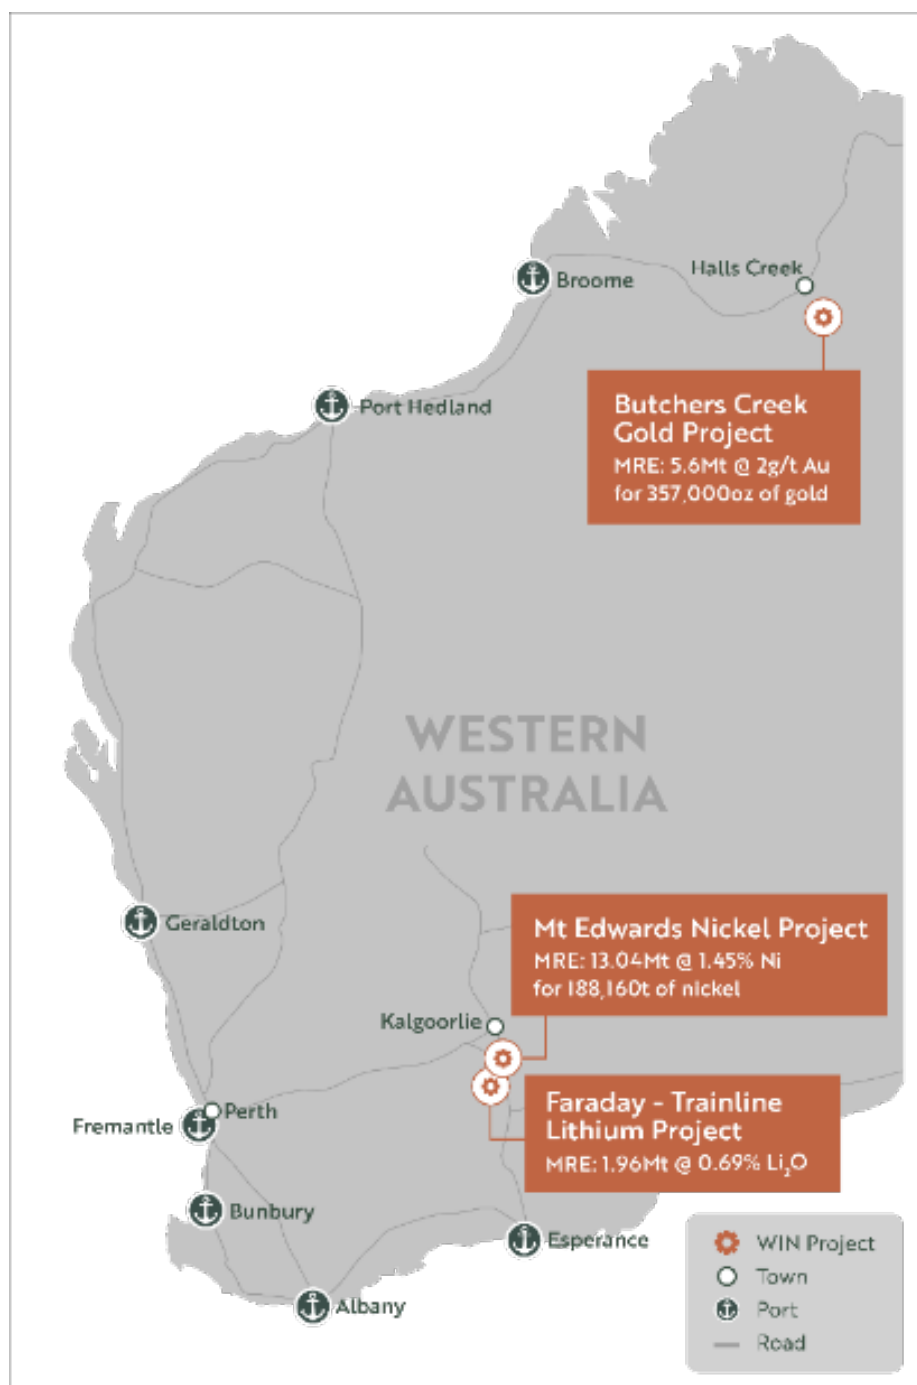 Halls Creek
Broome
Port Hedland
Butchers Creek
Gold Project
MRE: 5.6Mt @ 2g/t Au
for 357,000oz of gold
WESTERN
AUSTRALIA
Geraldton
Mt Edwards Nickel Project
MRE: 13.04Mt @ 1.45% Ni
for 188,160t of nickel
Kalgoorlie
Perth
Fremantle
Faraday - Trainline
Lithium Project
MRE: 1.96Mt @ 0.69% Li₂O
Bunbury
Esperance
Albany
WIN Project
Town
Port
Road